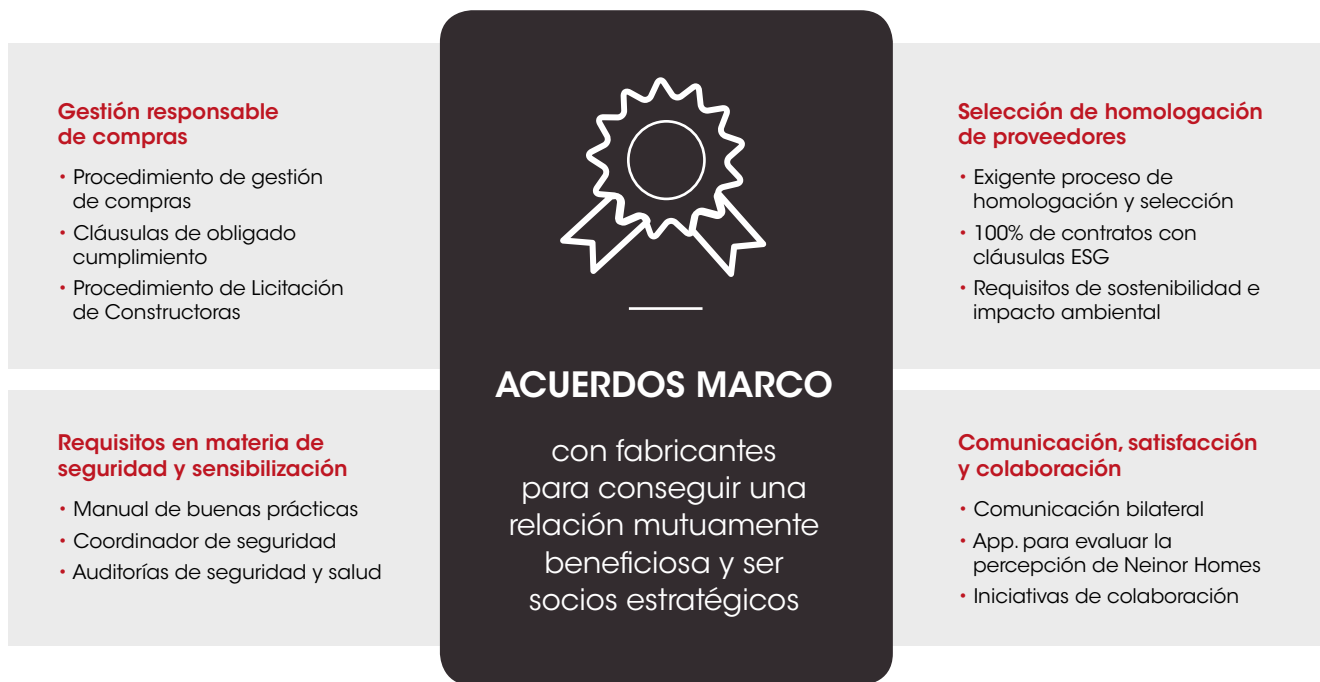 Gestión responsable
de compras
• Procedimiento de gestión
de compras
• Cláusulas de obligado
cumplimiento
• Procedimiento de Licitación
de Constructoras
Requisitos en materia de
seguridad y sensibilización
• Manual de buenas prácticas
• Coordinador de seguridad
• Auditorías de seguridad y salud
ACUERDOS MARCO
con fabricantes
para conseguir una
relación mutuamente
beneficiosa y ser
socios estratégicos
Selección de homologación
de proveedores
• Exigente proceso de
homologación y selección
• 100% de contratos con
cláusulas ESG
• Requisitos de sostenibilidad e
impacto ambiental
Comunicación, satisfacción
y colaboración
• Comunicación bilateral
• App. para evaluar la
percepción de Neinor Homes
• Iniciativas de colaboración